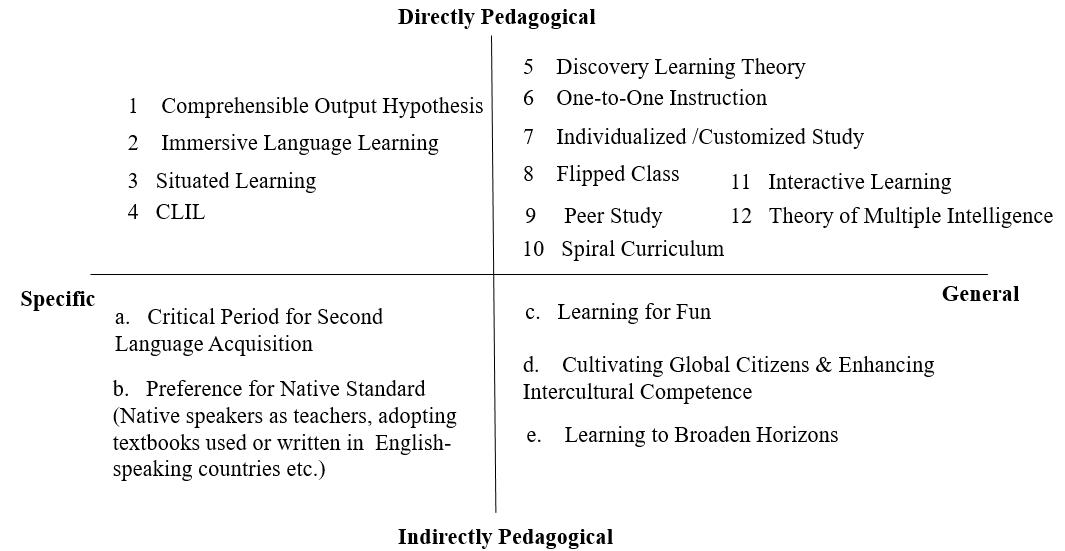 Directly Pedagogical
1 Comprehensible Output Hypothesis
2 Immersive Language Learning
3 Situated Learning
4 CLIL
5 Discovery Learning Theory
6 One-to-One Instruction
7 Individualized /Customized Study
8 Flipped Class
9 Peer Study
10 Spiral Curriculum
11 Interactive Learning
12 Theory of Multiple Intelligence
Specific
General
a. Critical Period for Second
Language Acquisition
b. Preference for Native Standard
(Native speakers as teachers, adopting
textbooks used or written in English-
speaking countries etc.)
c. Learning for Fun
d. Cultivating Global Citizens & Enhancing
Intercultural Competence
e. Learning to Broaden Horizons
Indirectly Pedagogical